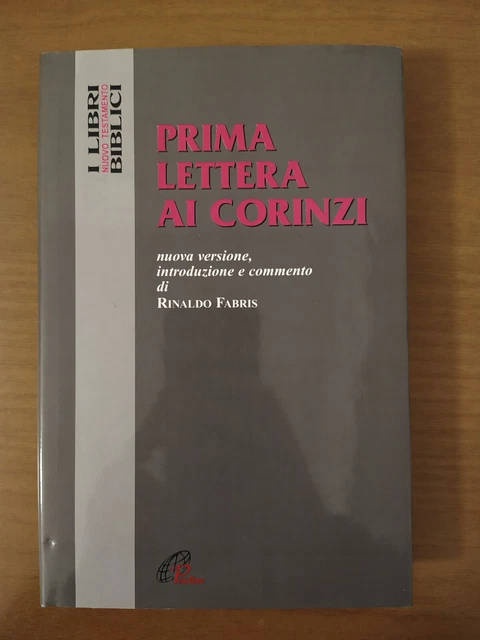 I LIBRI
NUOVO TESTAMENTO
BIBLICI
PRIMA
LETTERA
AI CORINZI
nuova versione,
introduzione e commento
di
RINALDO FABRIS